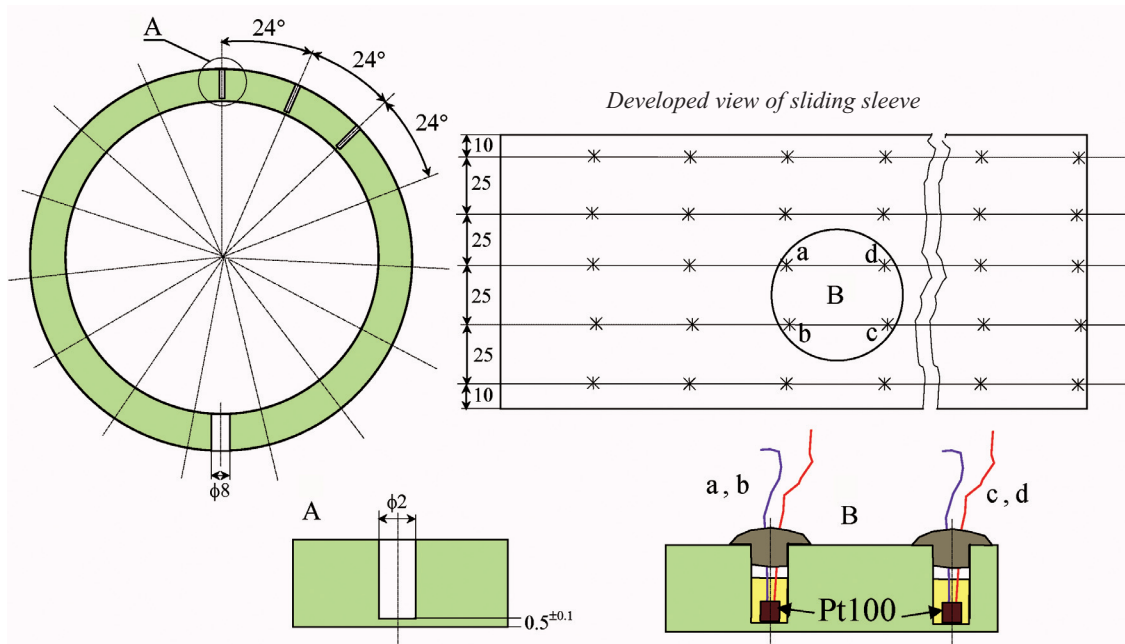 A
24°
24°
24°
ϕ8
Developed view of sliding sleeve
10
25
25
25
25
10
a
d
B
b
c
A
ϕ2
0.5±0.1
a , b
B
c , d
Pt100